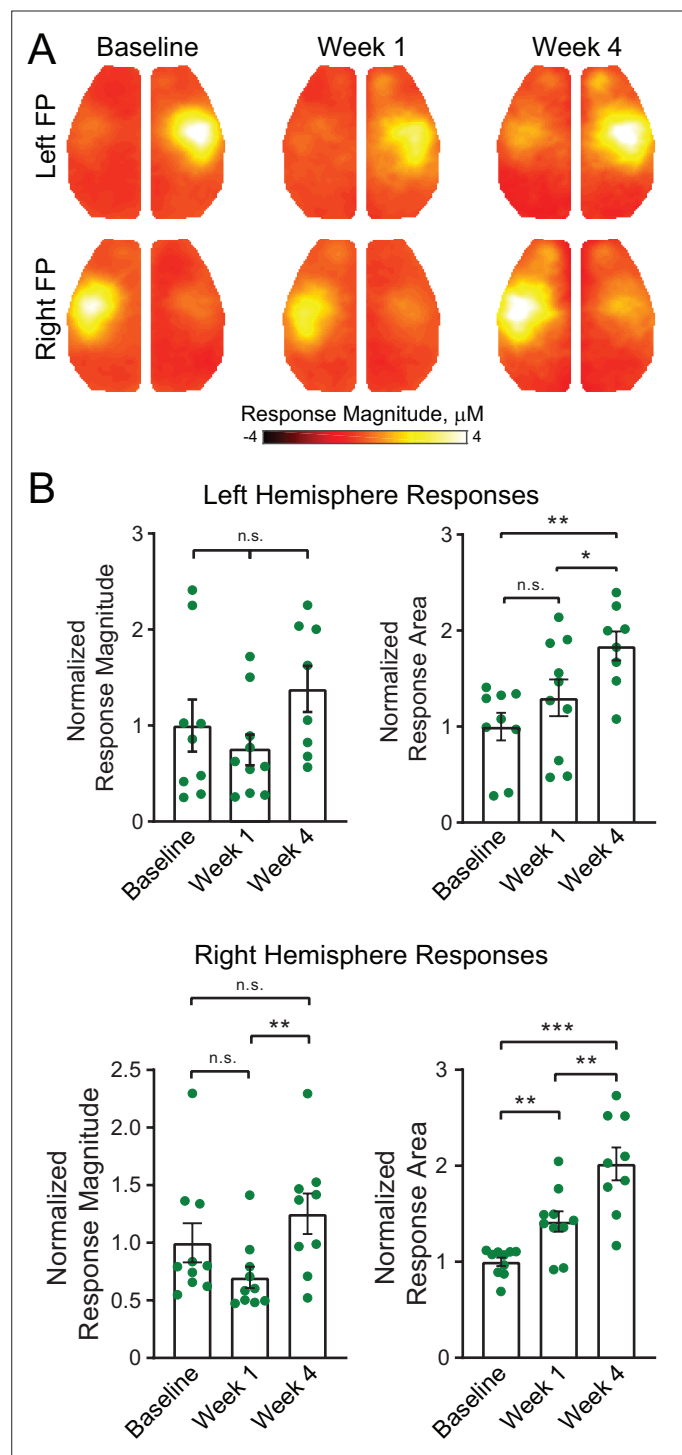 A
Baseline
Week 1
Week 4
Left FP
Right FP
Response Magnitude, μM
-4
4
B
Left Hemisphere Responses
n.s.
Normalized
Response Magnitude
3
2
1
0
Baseline
Week 1
Week 4
**
*
n.s.
Normalized
Response Area
3
2
1
0
Baseline
Week 1
Week 4
Right Hemisphere Responses
n.s.
**
n.s.
Normalized
Response Magnitude
2.5
2.0
1.5
1.0
0.5
0
Baseline
Week 1
Week 4
***
**
**
Normalized
Response Area
3
2
1
0
Baseline
Week 1
Week 4